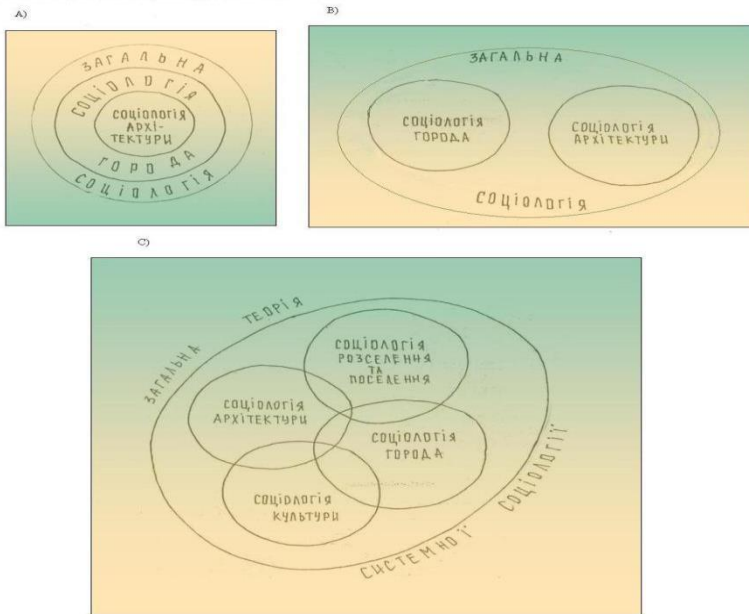 A)
ЗАГАЛЬНА
СОЦІОЛОГІЯ
СОЦІОЛОГІЯ
АРХІ-
ТЕКТУРИ
ГОРОДА
СОЦІОЛОГІЯ
B)
ЗАГАЛЬНА
СОЦІОЛОГІЯ
ГОРОДА
СОЦІОЛОГІЯ
АРХІТЕКТУРИ
СОЦІОЛОГІЯ
C)
ЗАГАЛЬНА ТЕОРІЯ
СОЦІОЛОГІЯ
РОЗСЕЛЕННЯ
ТА
ПОСЕЛЕННЯ
СОЦІОЛОГІЯ
АРХІТЕКТУРИ
СОЦІОЛОГІЯ
ГОРОДА
СОЦІОЛОГІЯ
КУЛЬТУРИ
СИСТЕМНОЇ СОЦІОЛОГІЇ